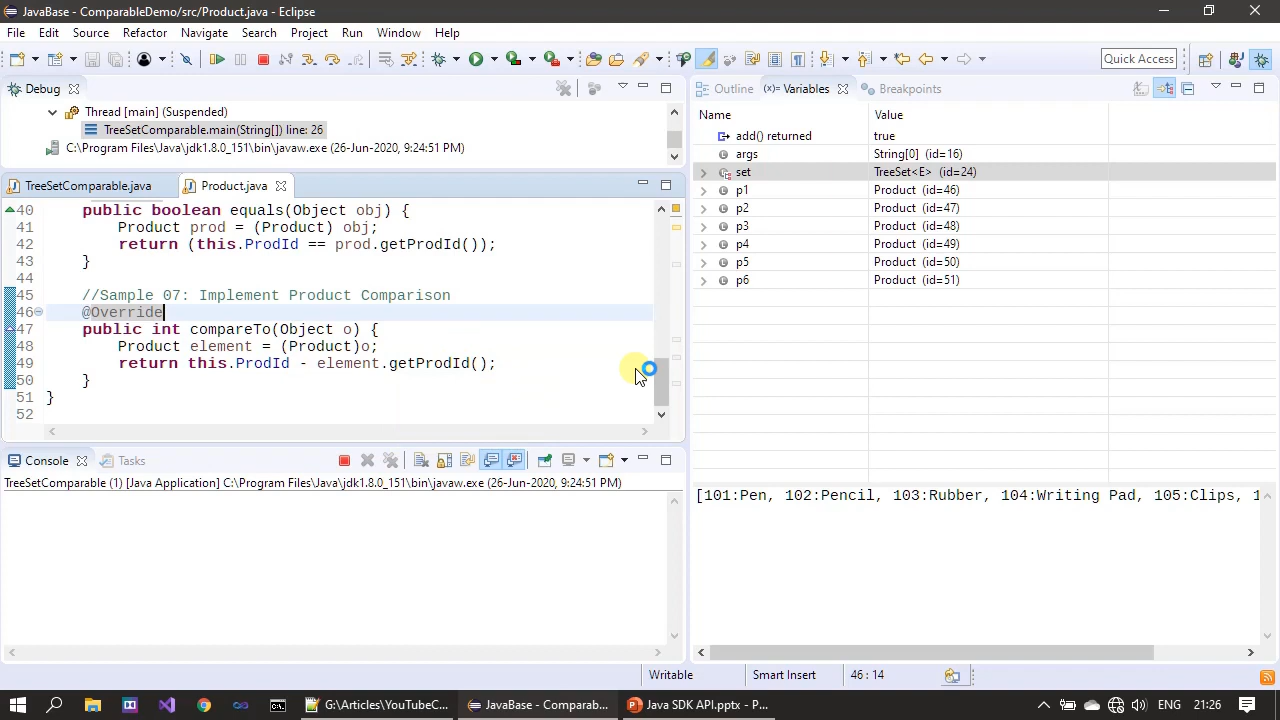 JavaBase - ComparableDemo/src/Product.java - Eclipse
File Edit Source Refactor Navigate Search Project Run Window Help
Quick Access
Debug
Thread [main] (Suspended)
TreeSetComparable.main(String[]) line: 26
C:\Program Files\Java\jdk1.8.0_151\bin\javaw.exe (26-Jun-2020, 9:24:51 PM)
TreeSetComparable.java Product.java
40 public boolean equals(Object obj) {
41 Product prod = (Product) obj;
42 return (this.ProdId == prod.getProdId());
43 }
44
45 //Sample 07: Implement Product Comparison
46 @Override
47 public int compareTo(Object o) {
48 Product element = (Product)o;
49 return this.ProdId - element.getProdId();
50 }
51 }
52
Console Tasks
TreeSetComparable (1) [Java Application] C:\Program Files\Java\jdk1.8.0_151\bin\javaw.exe (26-Jun-2020, 9:24:51 PM)
Outline (x)= Variables Breakpoints
Name Value
add() returned true
args String[0] (id=16)
set TreeSet<E> (id=24)
p1 Product (id=46)
p2 Product (id=47)
p3 Product (id=48)
p4 Product (id=49)
p5 Product (id=50)
p6 Product (id=51)
[101:Pen, 102:Pencil, 103:Rubber, 104:Writing Pad, 105:Clips, 1
Writable Smart Insert 46 : 14
G:\Articles\YouTubeC... JavaBase - Comparab... Java SDK API.pptx - P... ENG 21:26